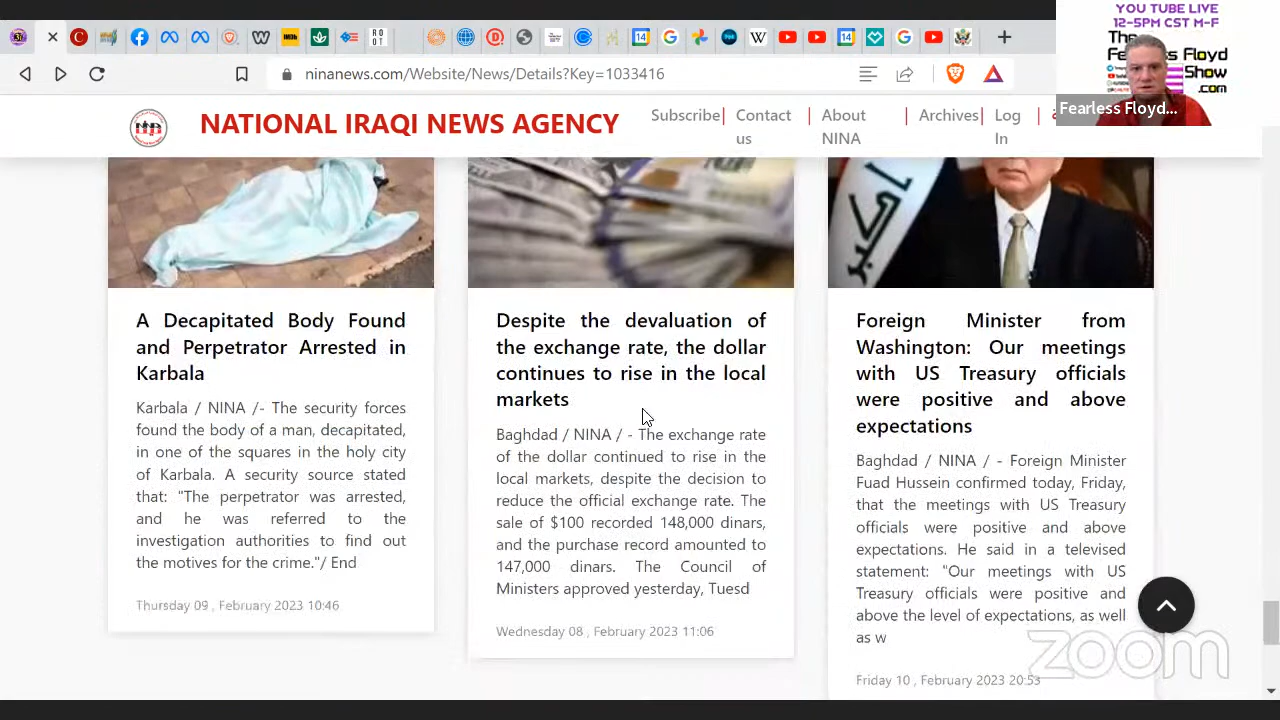 YOU TUBE LIVE
12-5PM CST M-F
The
Fearless Floyd
Show
.com
Fearless Floyd...
ninanews.com/Website/News/Details?Key=1033416
NATIONAL IRAQI NEWS AGENCY
Subscribe| Contact us | About NINA | Archives| Log In |
A Decapitated Body Found
and Perpetrator Arrested in
Karbala
Karbala / NINA /- The security forces
found the body of a man, decapitated,
in one of the squares in the holy city
of Karbala. A security source stated
that: "The perpetrator was arrested,
and he was referred to the
investigation authorities to find out
the motives for the crime."/ End
Thursday 09 , February 2023 10:46
Despite the devaluation of
the exchange rate, the dollar
continues to rise in the local
markets
Baghdad / NINA / - The exchange rate
of the dollar continued to rise in the
local markets, despite the decision to
reduce the official exchange rate. The
sale of $100 recorded 148,000 dinars,
and the purchase record amounted to
147,000 dinars. The Council of
Ministers approved yesterday, Tuesd
Wednesday 08 , February 2023 11:06
Foreign Minister from
Washington: Our meetings
with US Treasury officials
were positive and above
expectations
Baghdad / NINA / - Foreign Minister
Fuad Hussein confirmed today, Friday,
that the meetings with US Treasury
officials were positive and above
expectations. He said in a televised
statement: "Our meetings with US
Treasury officials were positive and
above the level of expectations, as well
as w
Friday 10 , February 2023 20:53
zoom